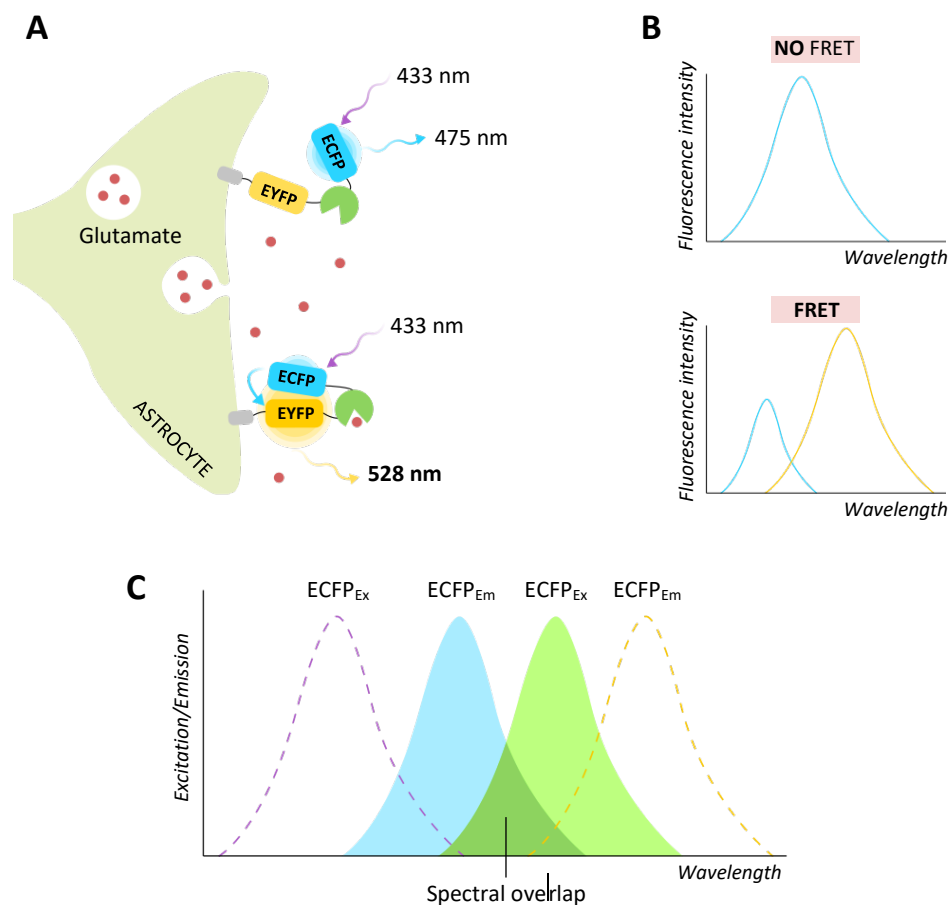 A
433 nm
475 nm
ECFP
EYFP
Glutamate
433 nm
ECFP
EYFP
ASTROCYTE
528 nm
B
NO FRET
Fluorescence intensity
Wavelength
FRET
Fluorescence intensity
Wavelength
C
ECFPEx ECFPEm ECFPEx ECFPEm
Excitation/Emission
Wavelength
Spectral overlap